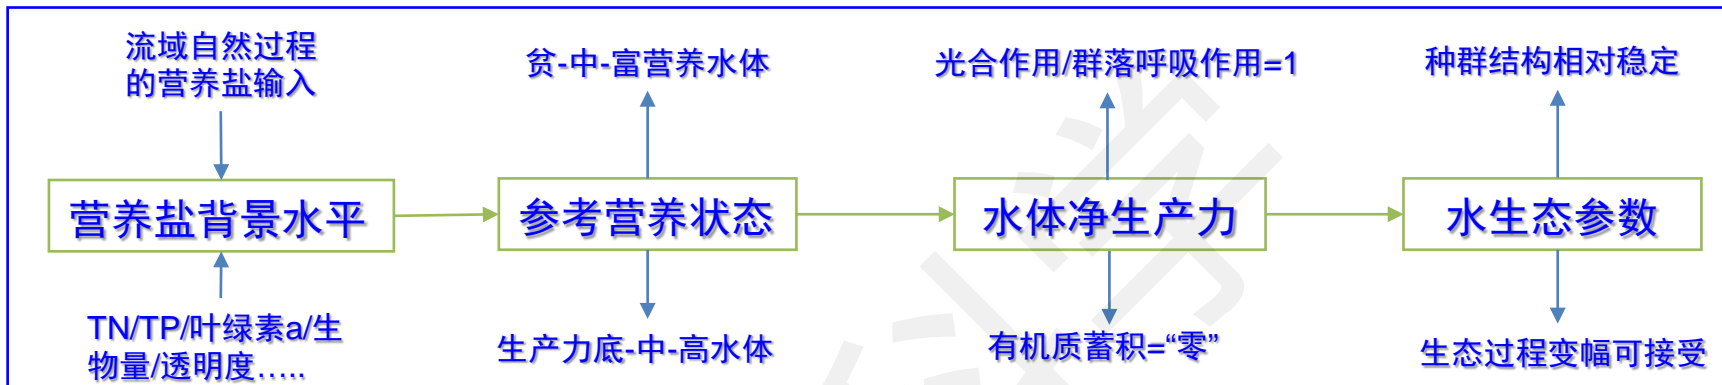 流域自然过程
的营养盐输入
贫-中-富营养水体
光合作用/群落呼吸作用=1
种群结构相对稳定
营养盐背景水平
参考营养状态
水体净生产力
水生态参数
TN/TP/叶绿素a/生
物量/透明度…..
生产力底-中-高水体
有机质蓄积=“零”
生态过程变幅可接受
科学